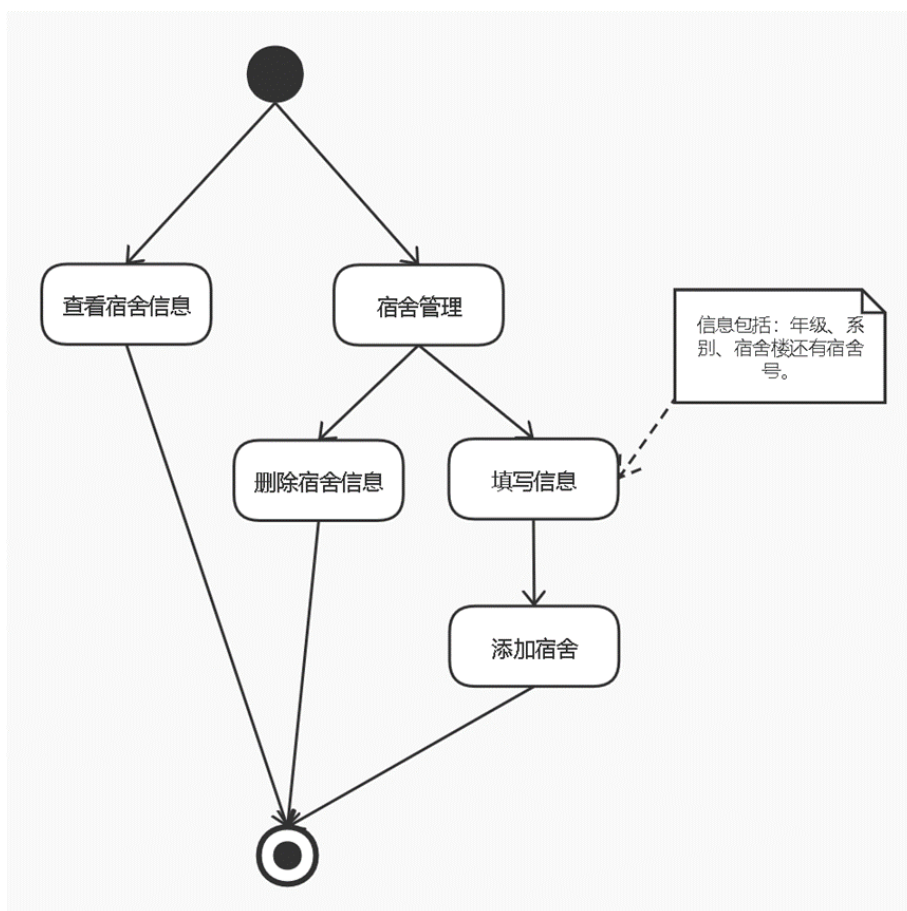 查看宿舍信息
宿舍管理
信息包括：年级、系
别、宿舍楼还有宿舍
号。
删除宿舍信息
填写信息
添加宿舍